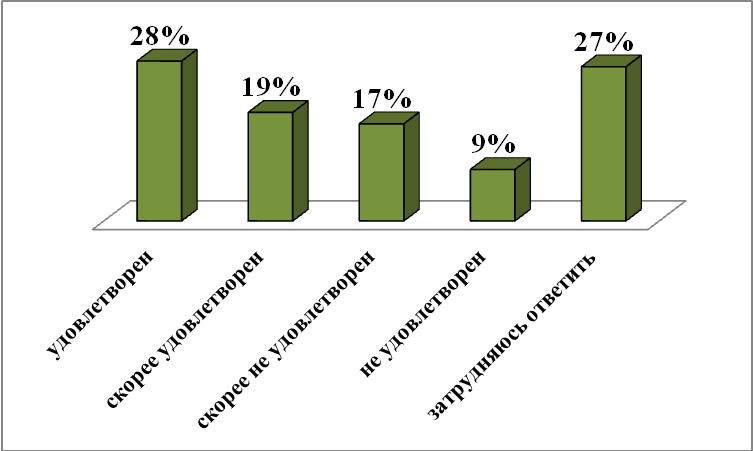 28%
19%
17%
9%
27%
удовлетворен
скорее удовлетворен
скорее не удовлетворен
не удовлетворен
затрудняюсь ответить